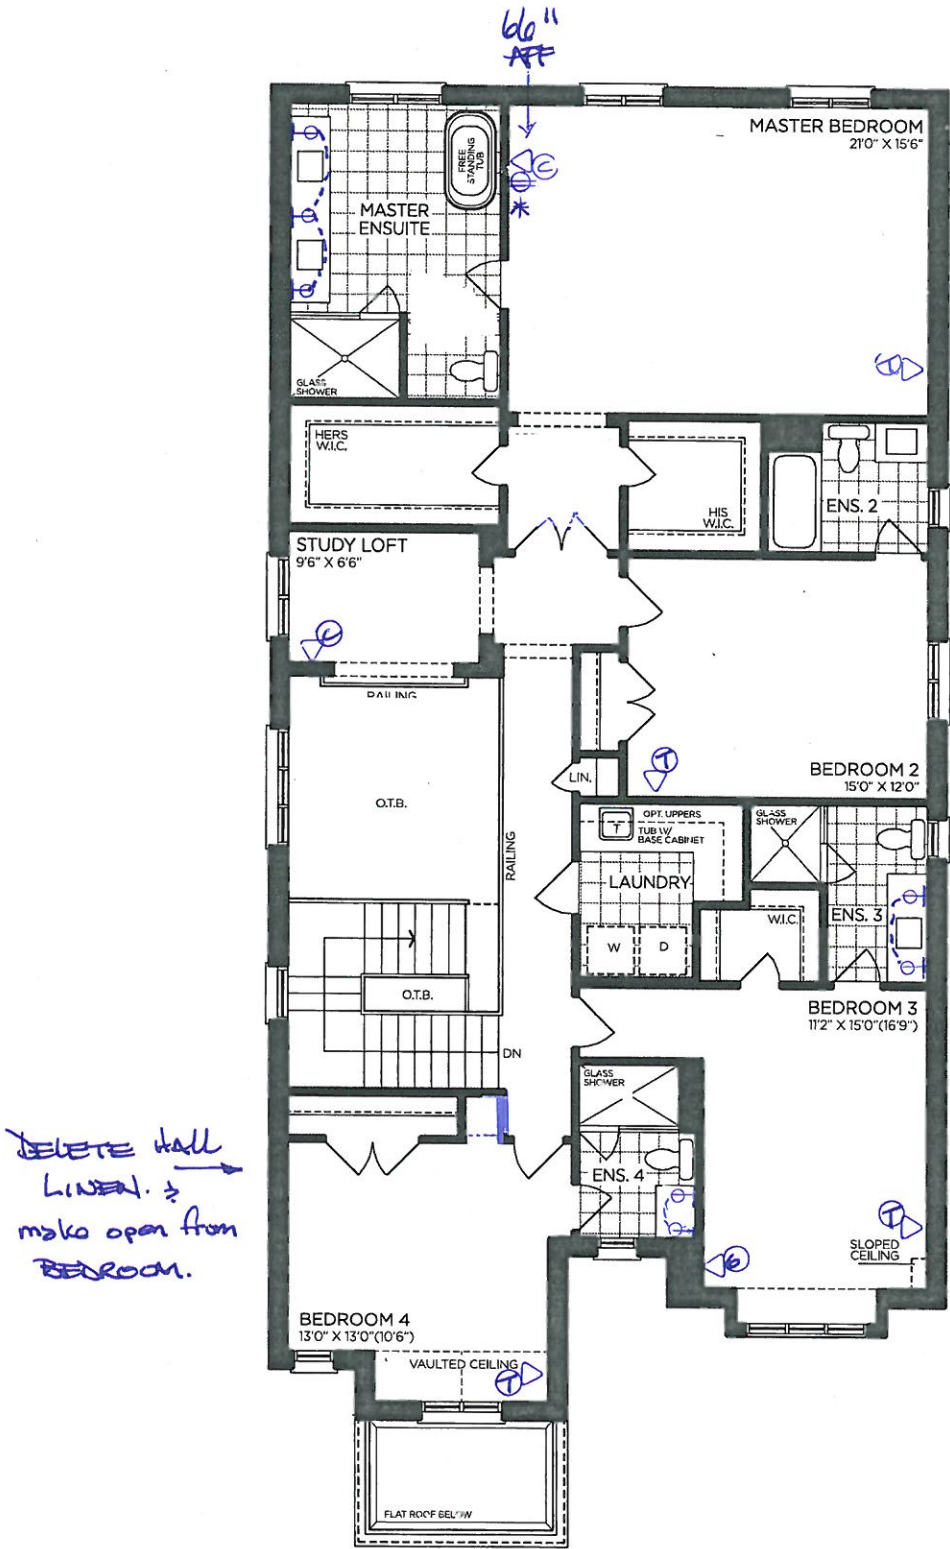 66"
AFF
MASTER BEDROOM
21'0" X 15'6"
FREE
STANDING
TUB
C
*
MASTER
ENSUITE
T
GLASS
SHOWER
HERS
W.I.C.
HIS
W.I.C.
ENS. 2
STUDY LOFT
9'6" X 6'6"
C
RAILING
T
BEDROOM 2
15'0" X 12'0"
LIN.
O.T.B.
RAILING
OPT. UPPERS
T
TUB W/
BASE CABINET
GLASS
SHOWER
LAUNDRY
W.I.C.
ENS. 3
W
D
O.T.B.
BEDROOM 3
11'2" X 15'0"(16'9")
DN
GLASS
SHOWER
DELETE HALL
LINEN. &
make open from
BEDROOM.
ENS. 4
T
SLOPED
CEILING
BEDROOM 4
13'0" X 13'0"(10'6")
VAULTED CEILING
T
FLAT ROOF BELOW